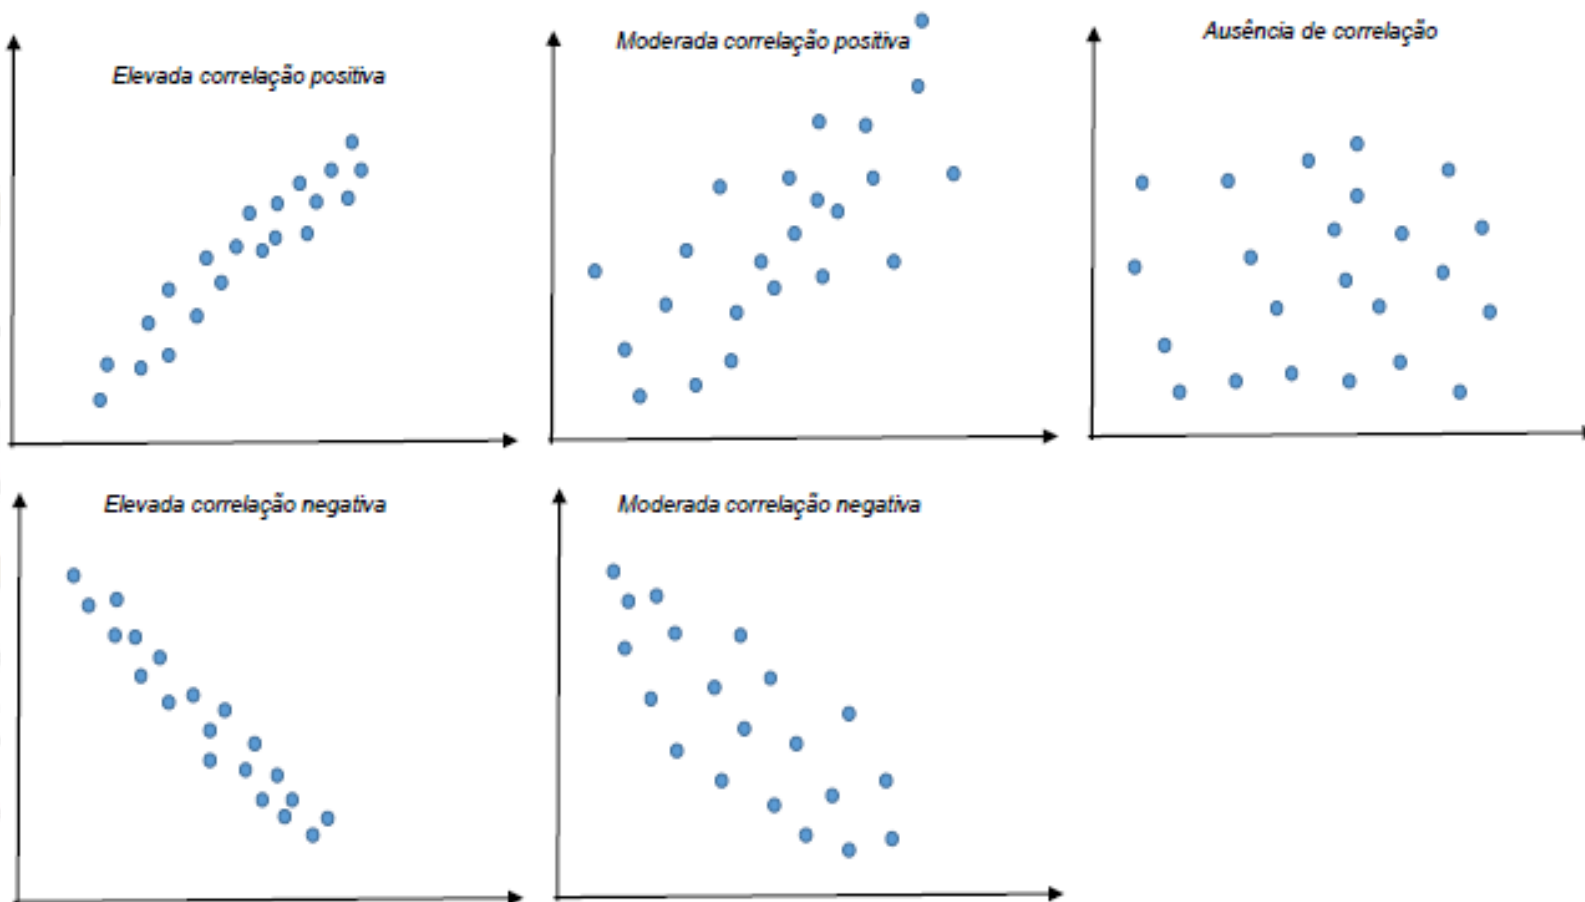 Elevada correlação positiva
Moderada correlação positiva
Ausência de correlação
Elevada correlação negativa
Moderada correlação negativa